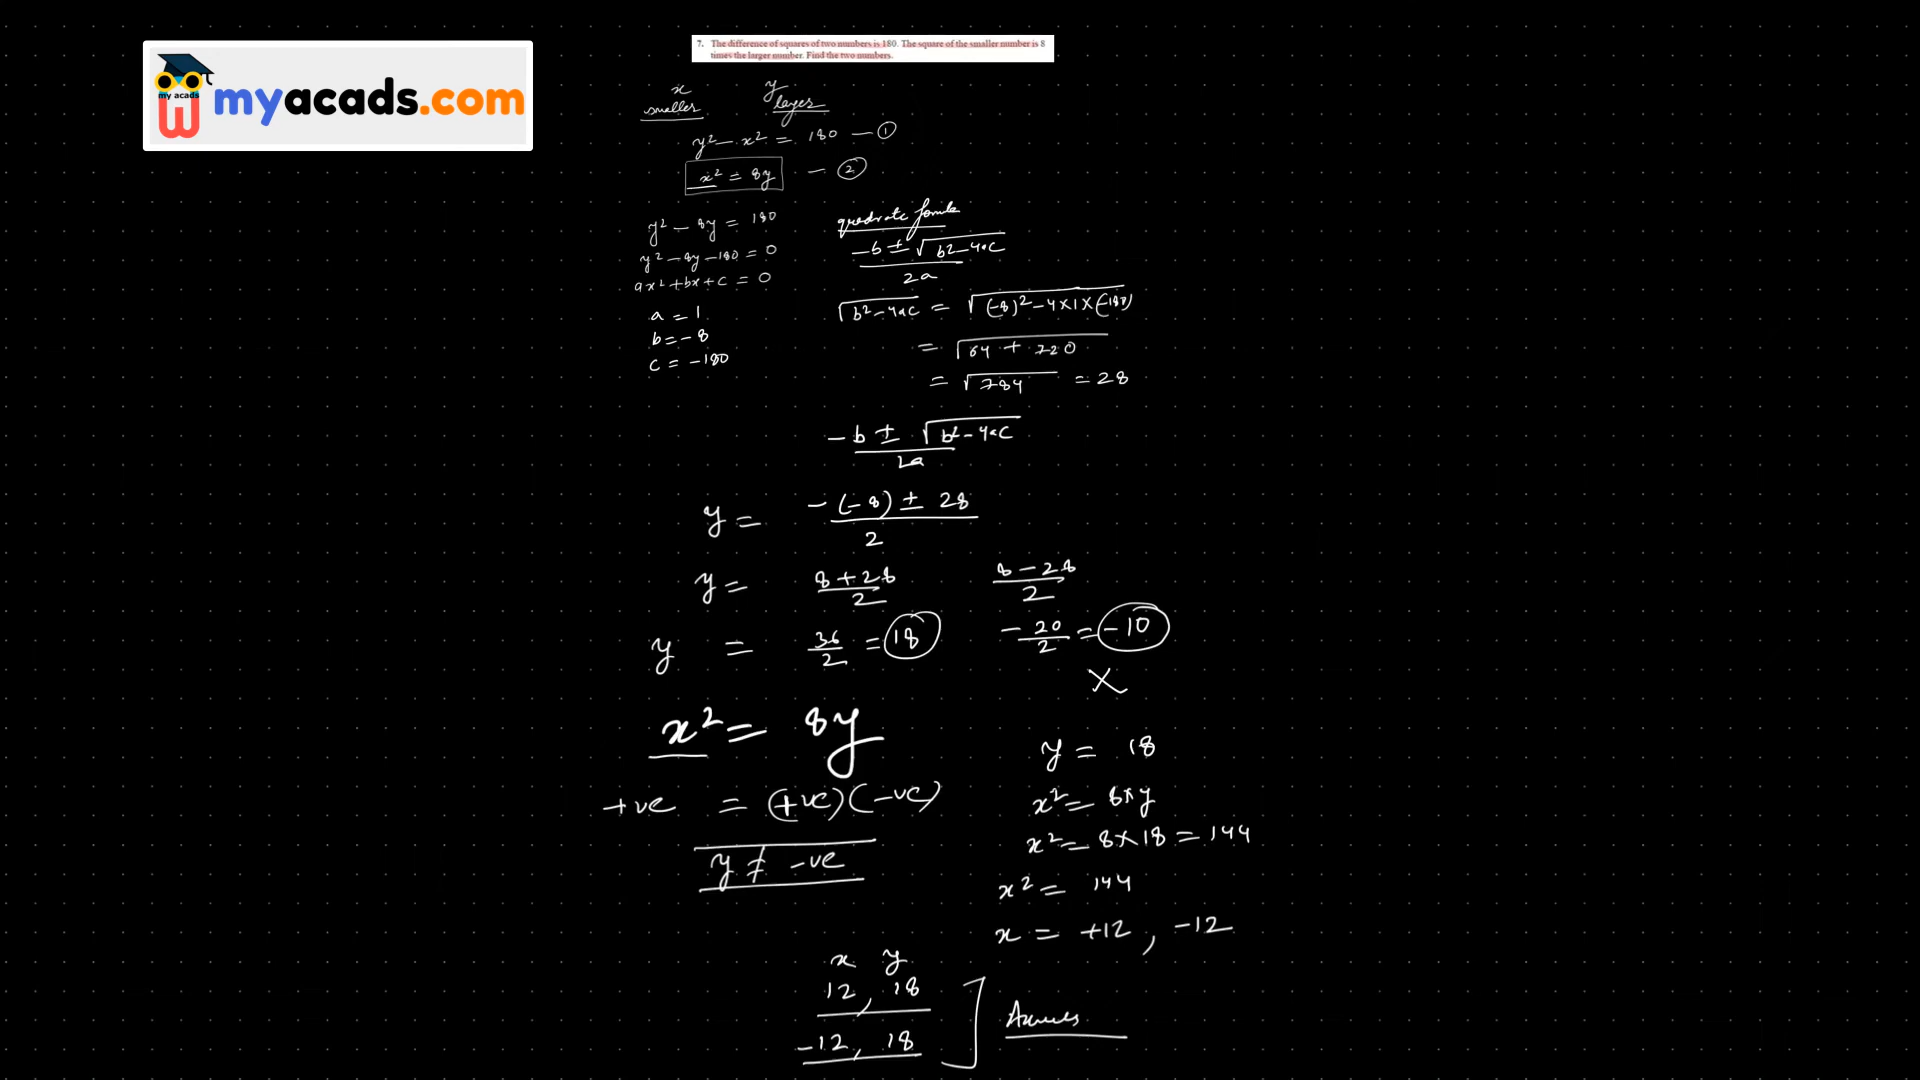 my acads
myacads.com
7. The difference of squares of two numbers is 180. The square of the smaller number is 8
times the larger number. Find the two numbers.
x y
smaller
y² - x² = 180 — ①
x² = 8y — ②
y² - 8y = 180
y² - 8y - 180 = 0
ax² + bx + c = 0
a = 1
b = -8
c = -180
-b ± √b² - 4ac
2a
√b² - 4ac = √(-8)² - 4×1×(-180)
= √64 + 720
= √784 = 28
-b ± √b² - 4ac
2a
y = -(-8) ± 28
2
y = 8+28
2
8-28
2
y = 36/2 = 18
-20/2 = -10
X
x² = 8y
+ve = (+ve)(-ve)
y ≠ -ve
y = 18
x² = 8*y
x² = 8×18 = 144
x² = 144
x = +12, -12
x y
12, 18
-12, 18